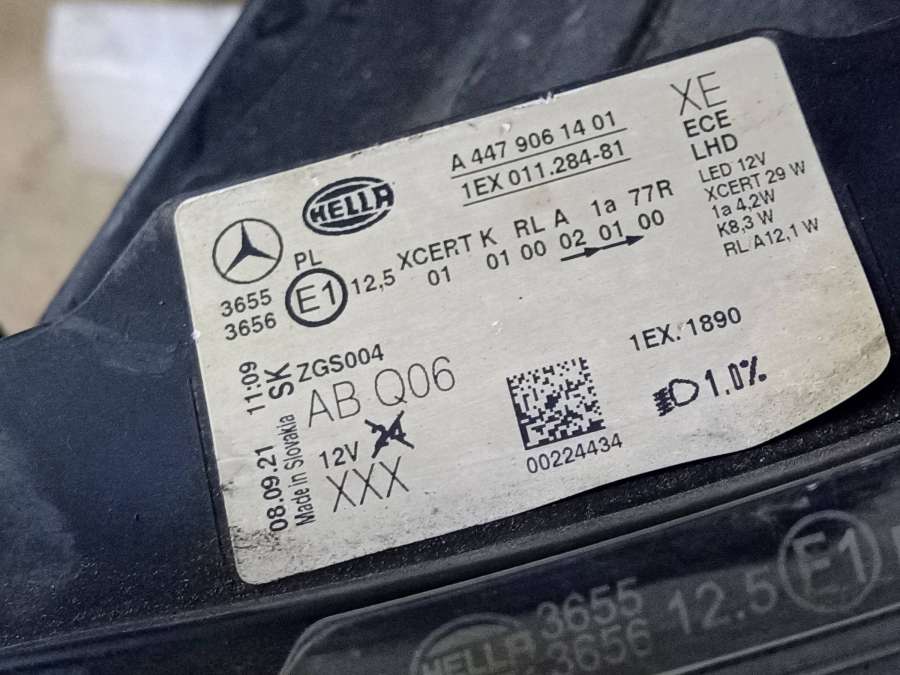 HELLA
A 447 906 14 01
1EX 011.284-81
XE
ECE
LHD
LED 12V
XCERT 29 W
1a 4,2W
K8,3 W
RL/A12,1 W
PL
E1
12,5
XCERT K RL A 1a 77R
01 01 00 02 01 00
3655
3656
ZGS004
AB Q06
12V
XXX
08.09.21 11:09
Made in Slovakia SK
00224434
1EX. 1890
1.0%
HELLA
3655
3656
12.5
E1